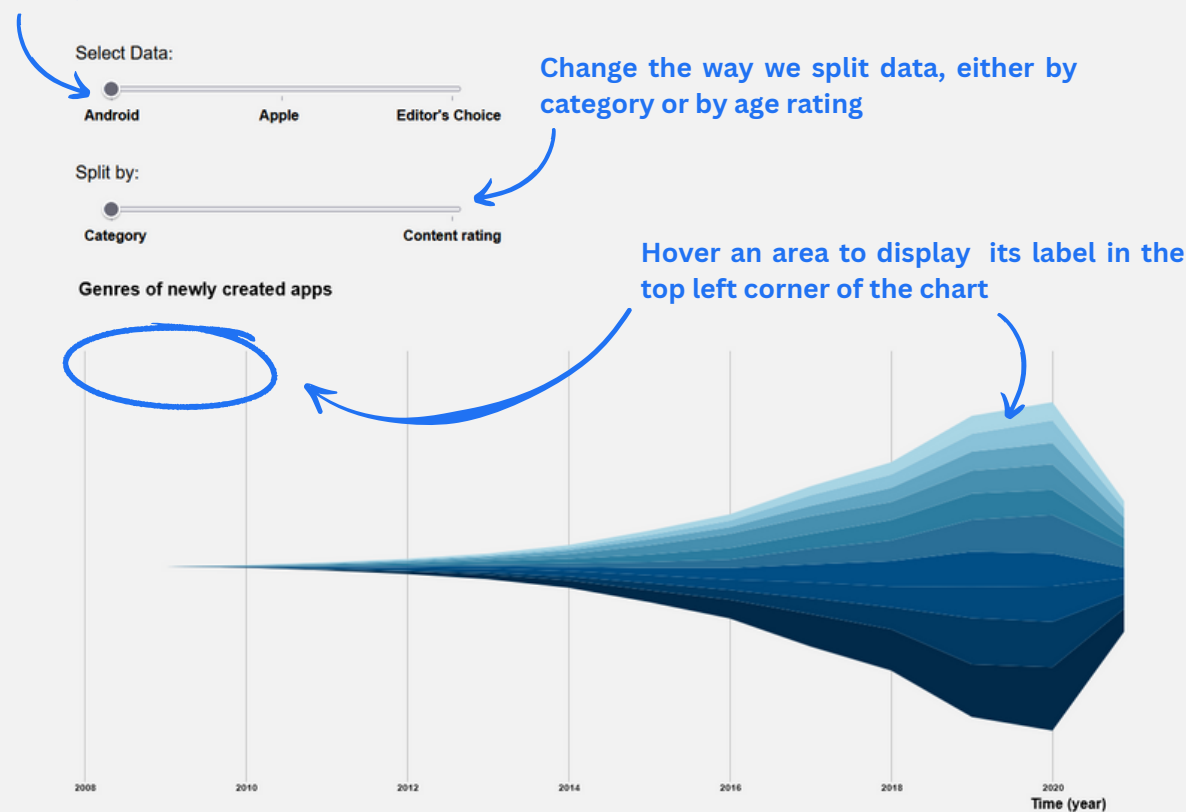 Select Data:
Android Apple Editor's Choice
Change the way we split data, either by
category or by age rating
Split by:
Category Content rating
Hover an area to display its label in the
top left corner of the chart
Genres of newly created apps
2008 2010 2012 2014 2016 2018 2020
Time (year)